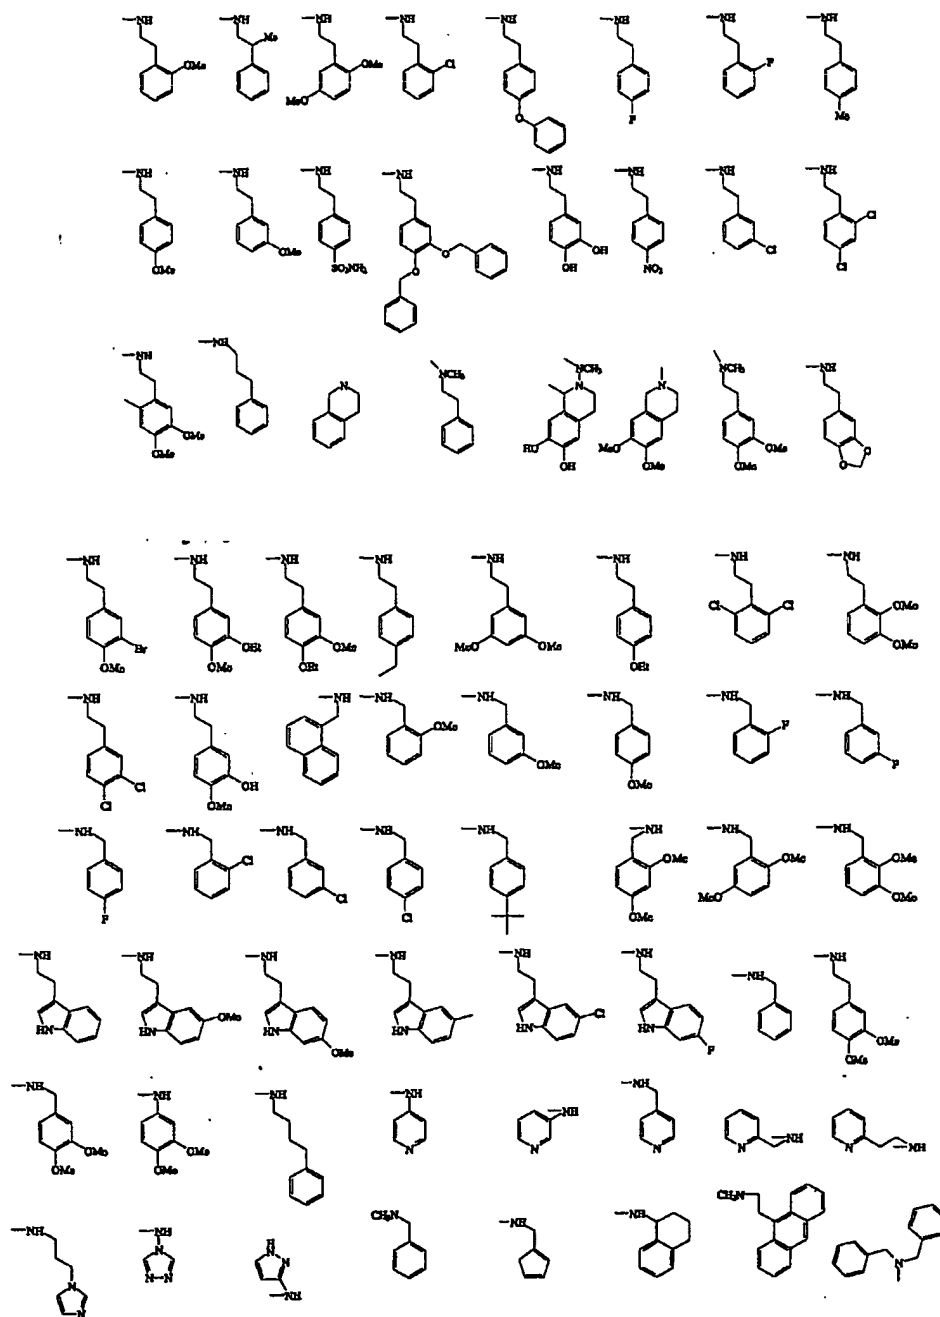 NH NH NH NH NH NH NH NH
OMe Me OMe MeO Cl O F F Me
NH NH NH NH NH NH NH NH
OMe OMe SO2NH2 O O OH OH NO2 Cl Cl Cl
NH NH N NCH3 NCH3 N N NCH3 NH
OMe OMe HO OH MeO OMe OMe OMe O O
NH NH NH NH NH NH NH NH
Br OMe OEt OMe OMe OEt MeO OMe OEt Cl Cl OMe OMe
NH NH NH NH NH NH NH NH
Cl Cl OH OMe OMe OMe OMe F F
NH NH NH NH NH NH NH NH
F Cl Cl Cl OMe OMe OMe MeO OMe OMe
NH NH NH NH NH NH NH NH
HN HN OMe HN OMe HN HN Cl HN F OMe OMe
NH NH NH NH NH NH NH NH
OMe OMe OMe OMe N N N N N
NH NH H N NH CH3N NH NH CH3N
N N N N N N N